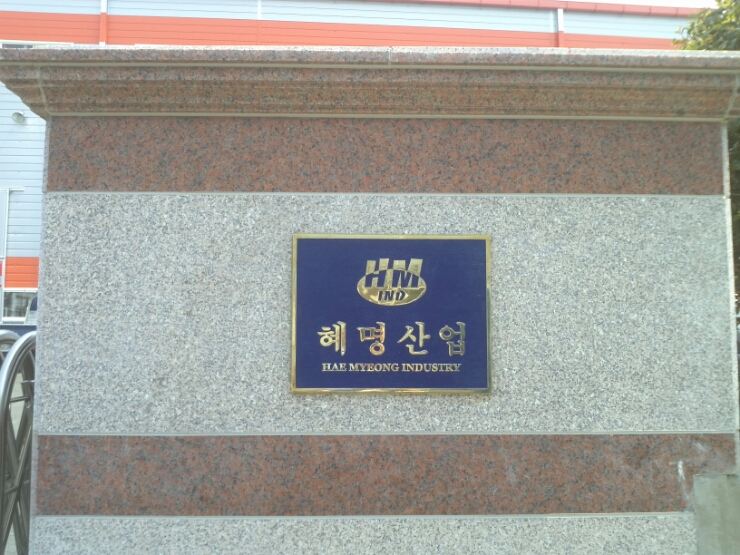 HM
IND
혜명산업
HAE MYEONG INDUSTRY